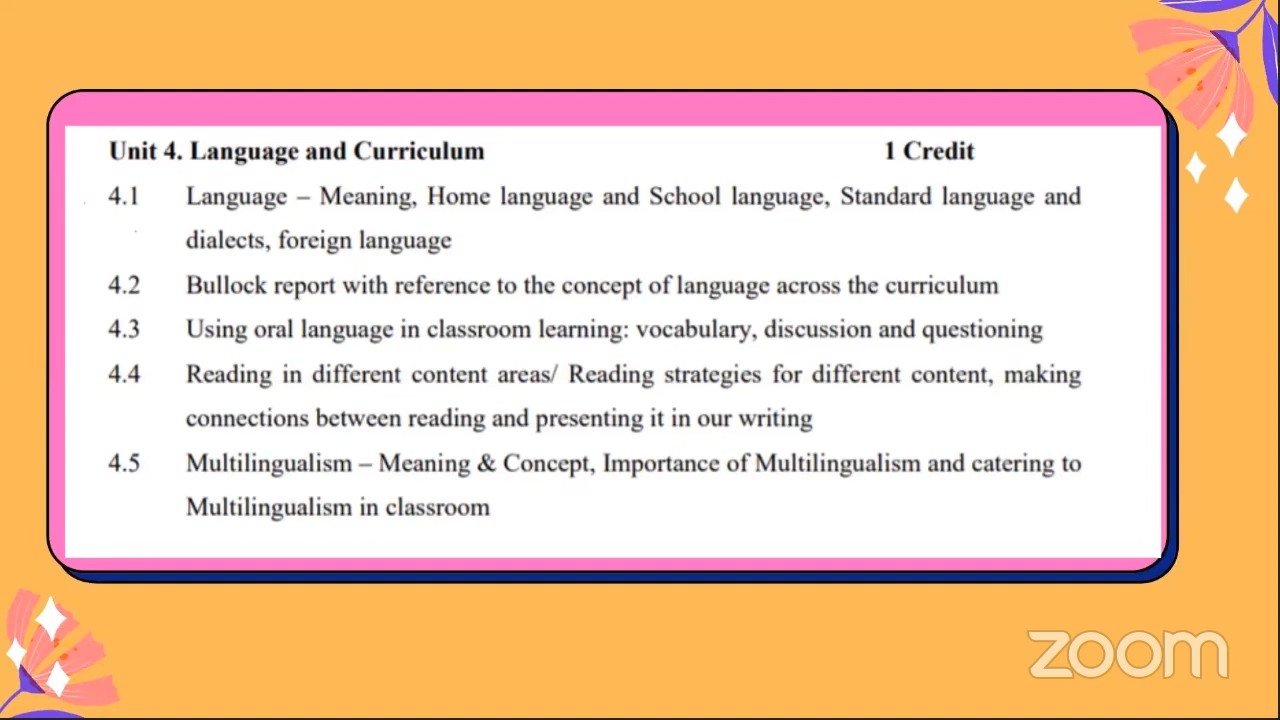 Unit 4. Language and Curriculum 1 Credit
4.1 Language – Meaning, Home language and School language, Standard language and
dialects, foreign language
4.2 Bullock report with reference to the concept of language across the curriculum
4.3 Using oral language in classroom learning: vocabulary, discussion and questioning
4.4 Reading in different content areas/ Reading strategies for different content, making
connections between reading and presenting it in our writing
4.5 Multilingualism – Meaning & Concept, Importance of Multilingualism and catering to
Multilingualism in classroom
zoom